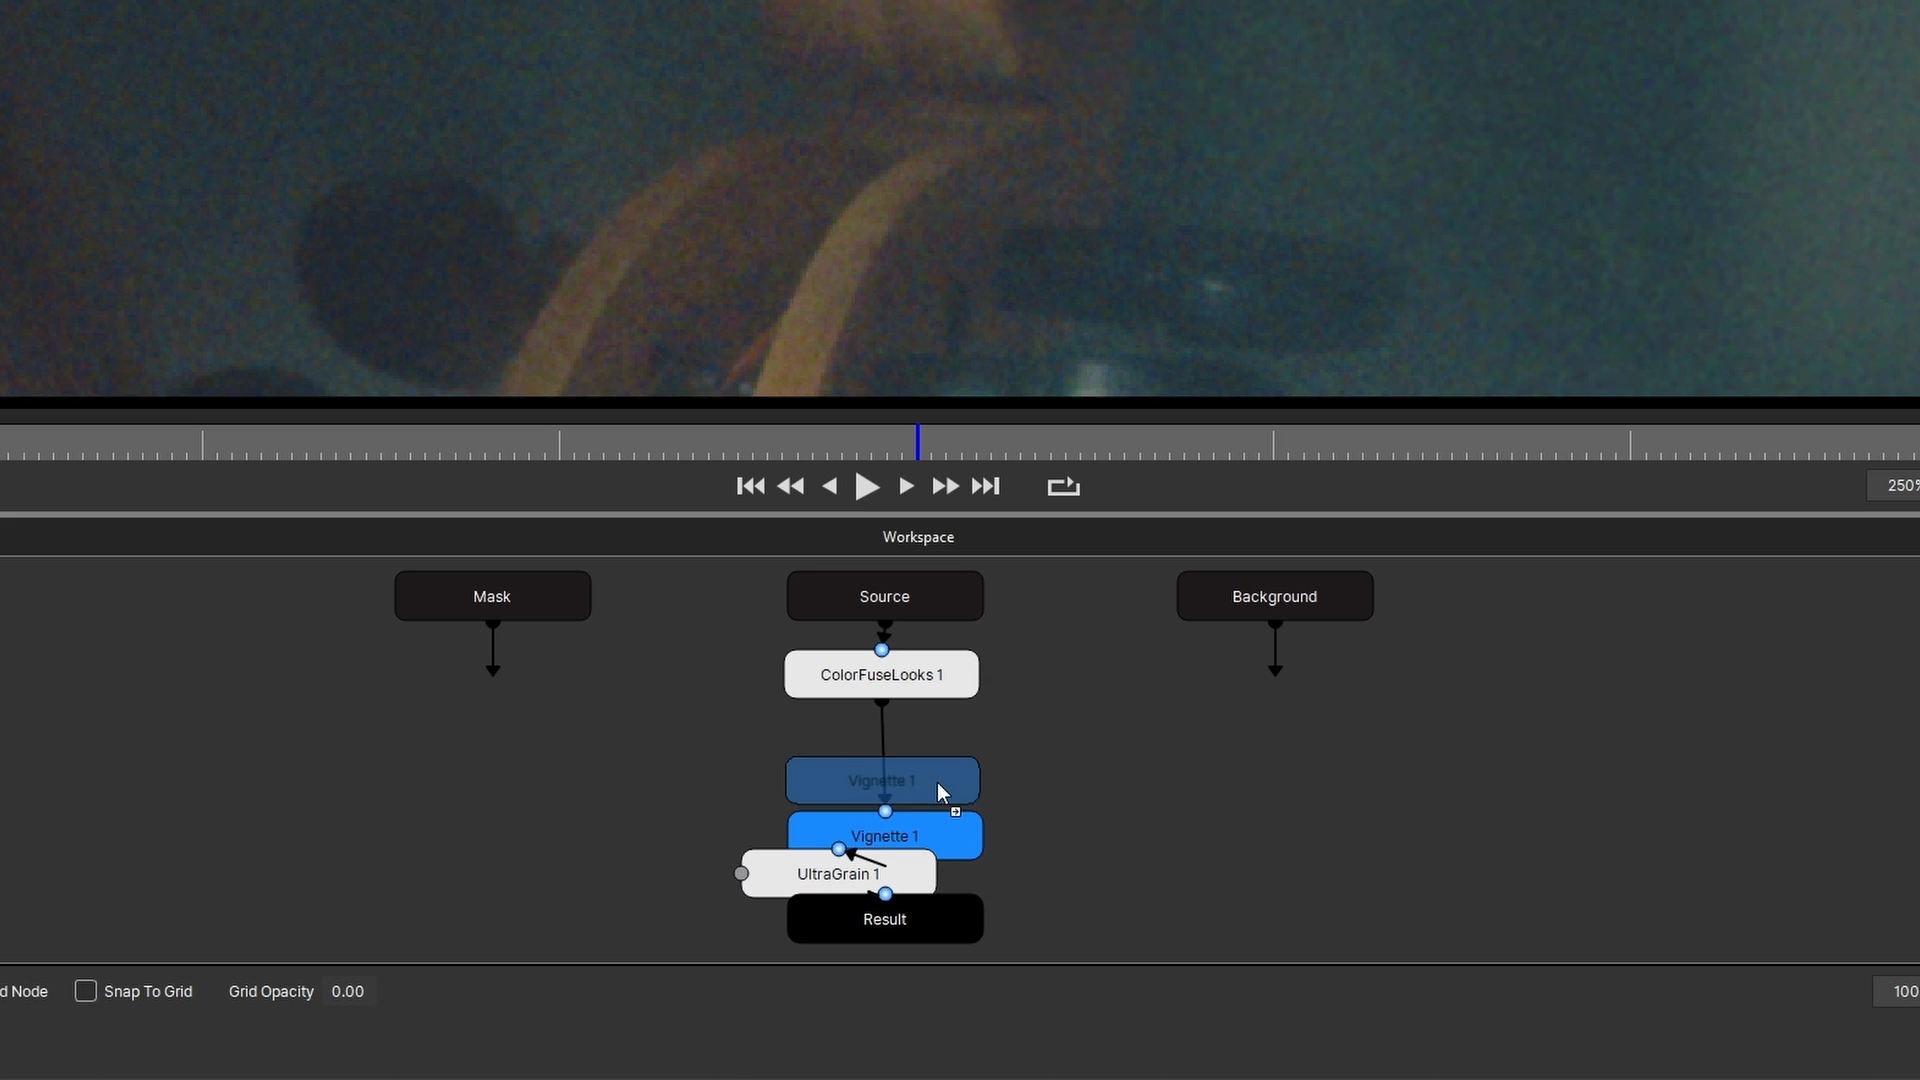 250%
Workspace
Mask
Source
Background
ColorFuseLooks 1
Vignette 1
Vignette 1
UltraGrain 1
Result
d Node
Snap To Grid
Grid Opacity
0.00
100